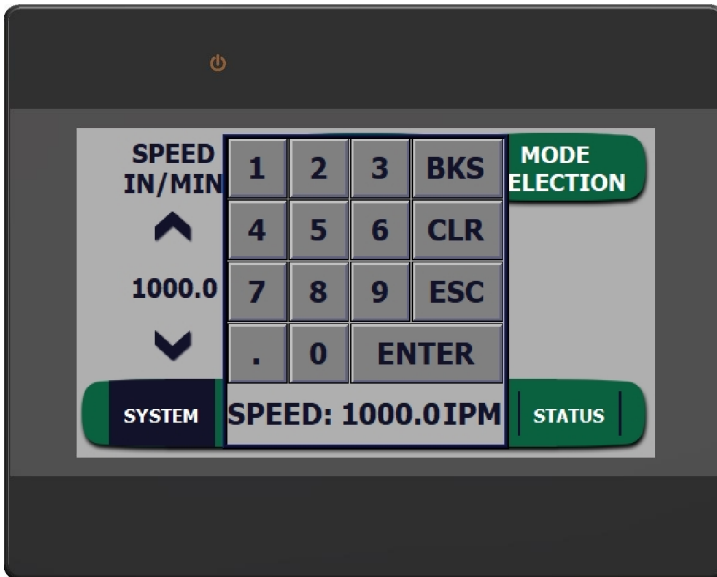 SPEED
IN/MIN
1000.0
1 2 3 BKS
4 5 6 CLR
7 8 9 ESC
. 0 ENTER
SPEED: 1000.0IPM
MODE
ELECTION
SYSTEM
STATUS